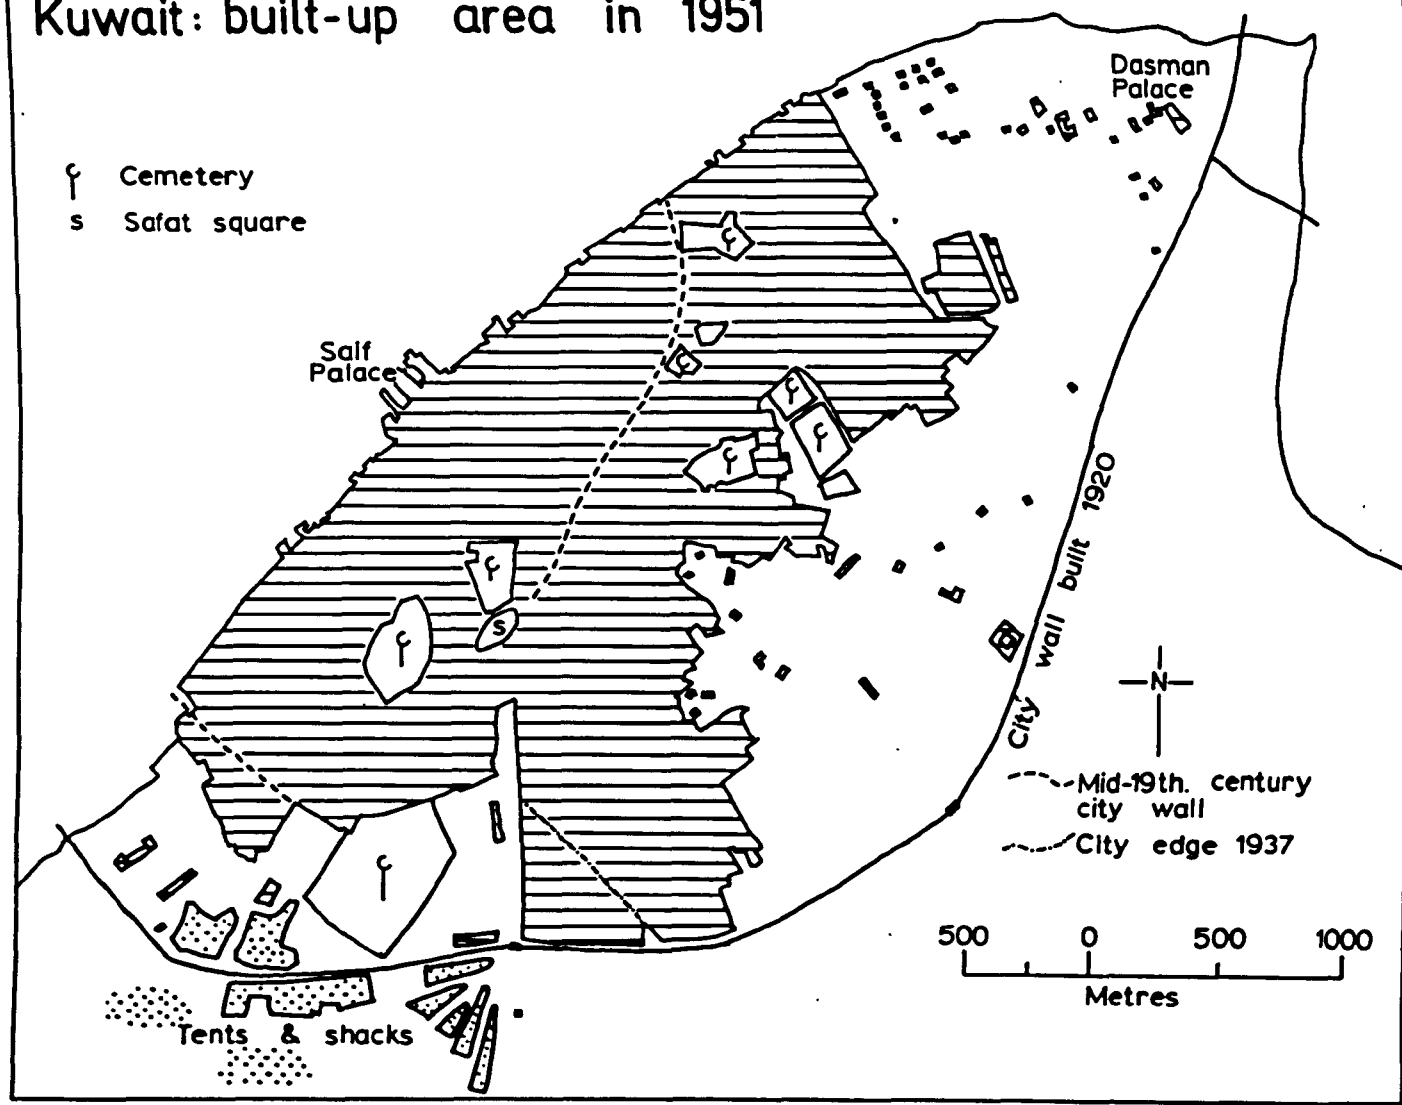 Kuwait: built-up area in 1951
Dasman
Palace
Cemetery
s Safat square
Saif
Palace
s
City wall built 1920
N
Mid-19th. century
city wall
City edge 1937
500 0 500 1000
Metres
Tents & shacks